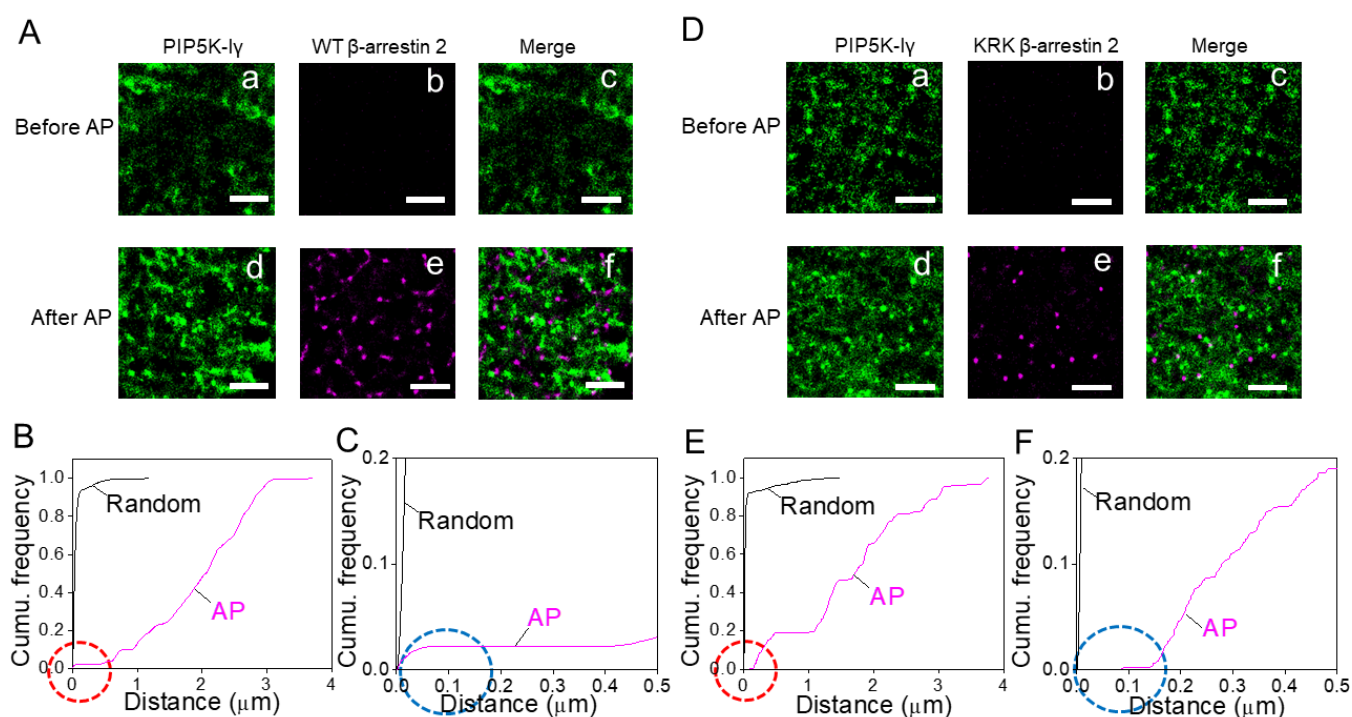 A
PIP5K-Iγ
WT β-arrestin 2
Merge
Before AP
a
b
c
After AP
d
e
f
D
PIP5K-Iγ
KRK β-arrestin 2
Merge
Before AP
a
b
c
After AP
d
e
f
B
Cumu. frequency
1.0
0.8
0.6
0.4
0.2
0.0
Random
AP
0
1
2
3
4
Distance (μm)
C
Cumu. frequency
0.2
0.1
0.0
Random
AP
0.0
0.1
0.2
0.3
0.4
0.5
Distance (μm)
E
Cumu. frequency
1.0
0.8
0.6
0.4
0.2
0.0
Random
AP
0
1
2
3
4
Distance (μm)
F
Cumu. frequency
0.2
0.1
0.0
Random
AP
0.0
0.1
0.2
0.3
0.4
0.5
Distance (μm)